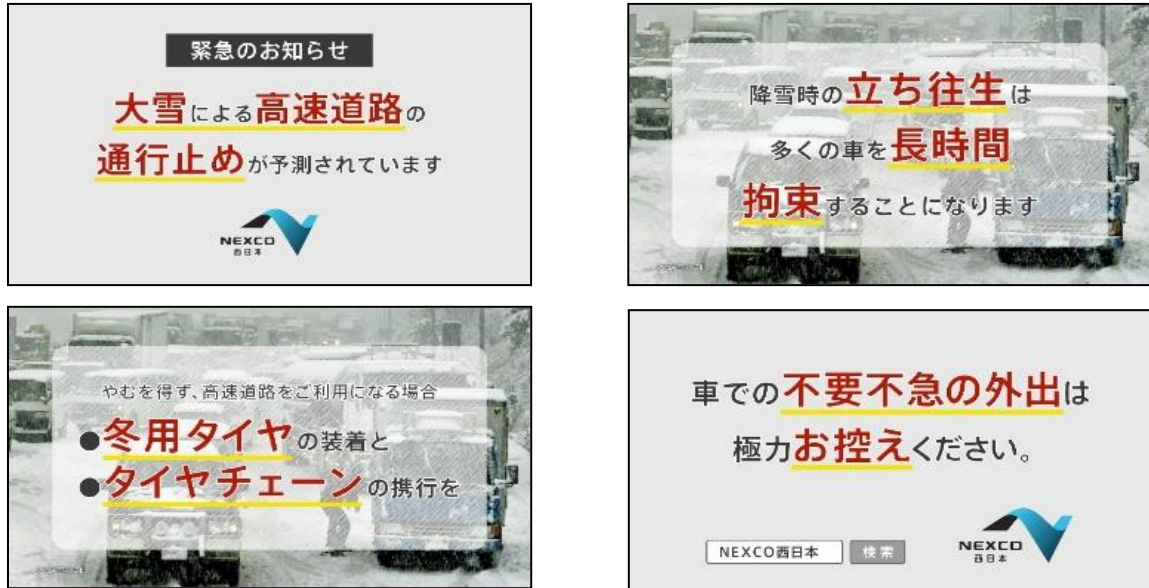 緊急のお知らせ
大雪による高速道路の
通行止めが予測されています
NEXCO
西日本
降雪時の立ち往生は
多くの車を長時間
拘束することになります
やむを得ず、高速道路をご利用になる場合
●冬用タイヤの装着と
●タイヤチェーンの携行を
車での不要不急の外出は
極力お控えください。
NEXCO西日本 検索
NEXCO
西日本